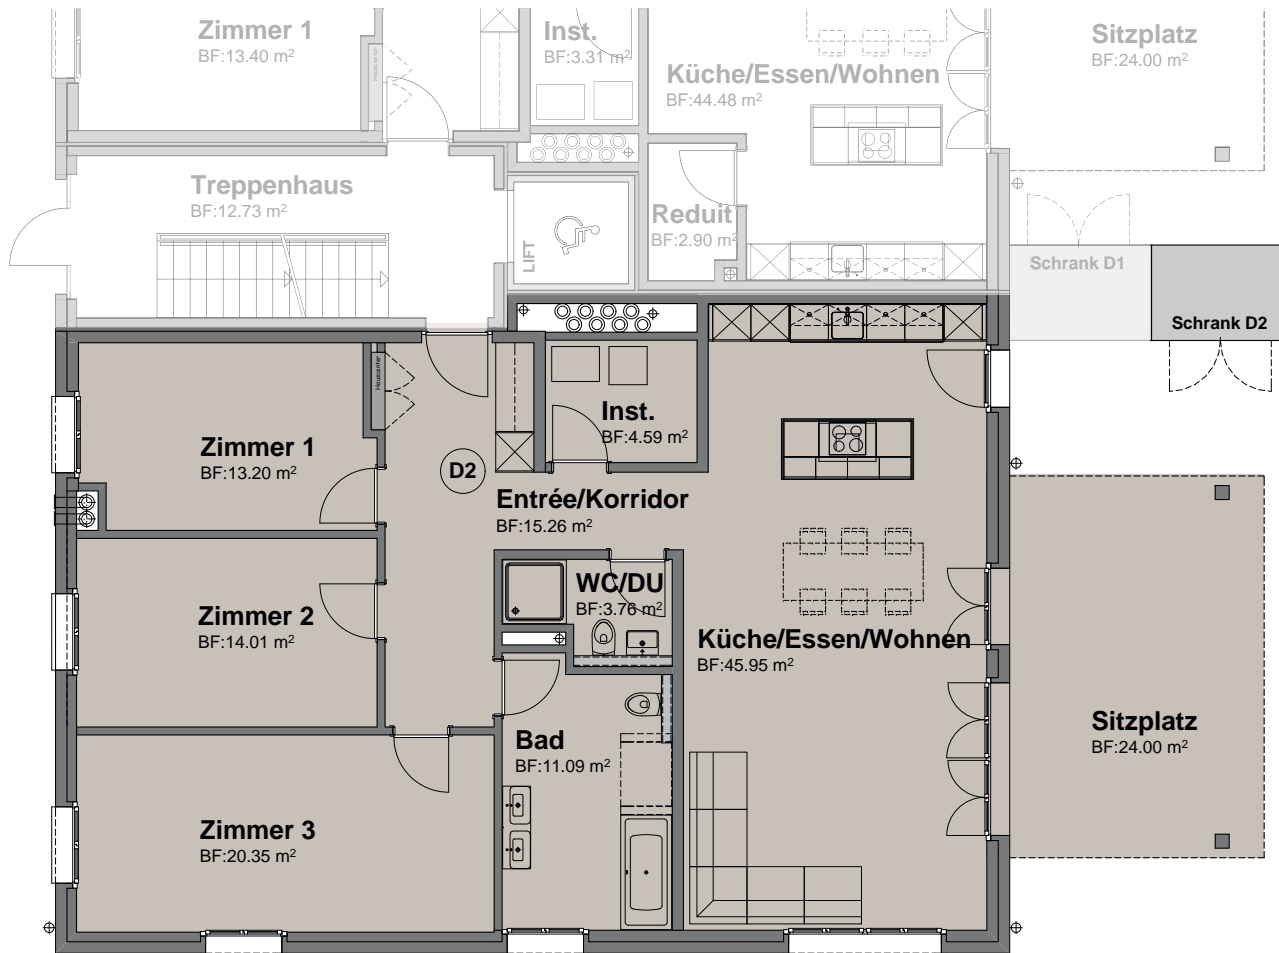 Zimmer 1
BF:13.40 m²
Hauscenter
Inst.
BF:3.31 m²
Küche/Essen/Wohnen
BF:44.48 m²
Sitzplatz
BF:24.00 m²
Treppenhaus
BF:12.73 m²
LIFT
Reduit
BF:2.90 m²
Schrank D1
Schrank D2
Hauscenter
Zimmer 1
BF:13.20 m²
D2
Inst.
BF:4.59 m²
Entrée/Korridor
BF:15.26 m²
WC/DU
BF:3.76 m²
Zimmer 2
BF:14.01 m²
Küche/Essen/Wohnen
BF:45.95 m²
Bad
BF:11.09 m²
Sitzplatz
BF:24.00 m²
Zimmer 3
BF:20.35 m²